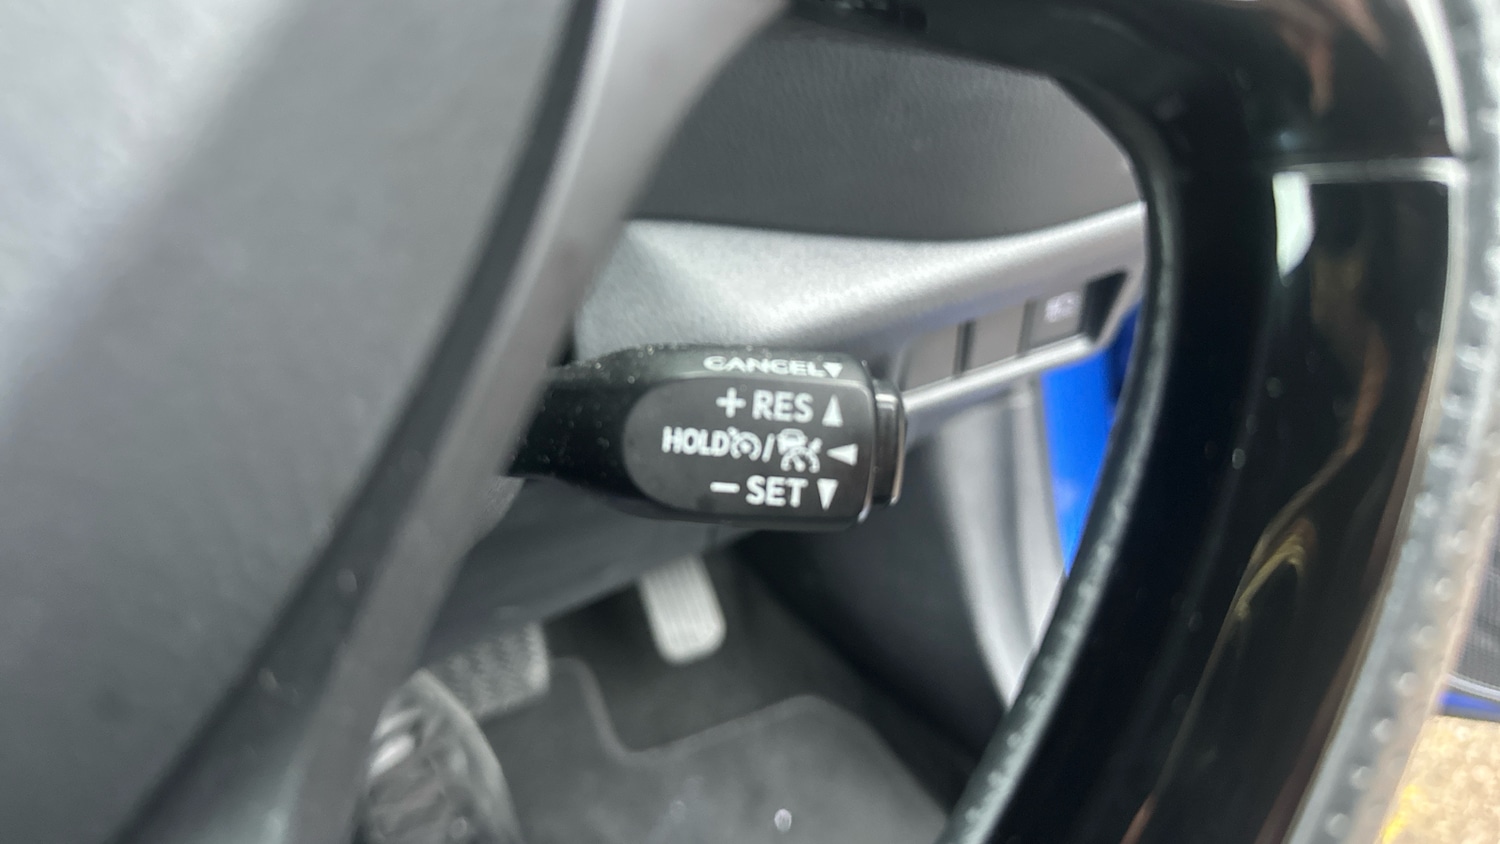 CANCEL▼
+ RES ▲
HOLD / ◄
− SET ▼